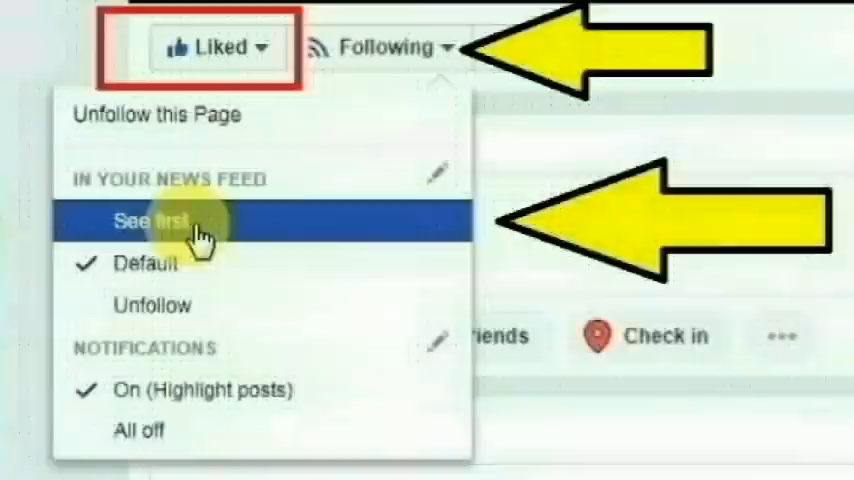 Liked Following
Unfollow this Page
IN YOUR NEWS FEED
See first
Default
Unfollow
NOTIFICATIONS
riends Check in
On (Highlight posts)
All off